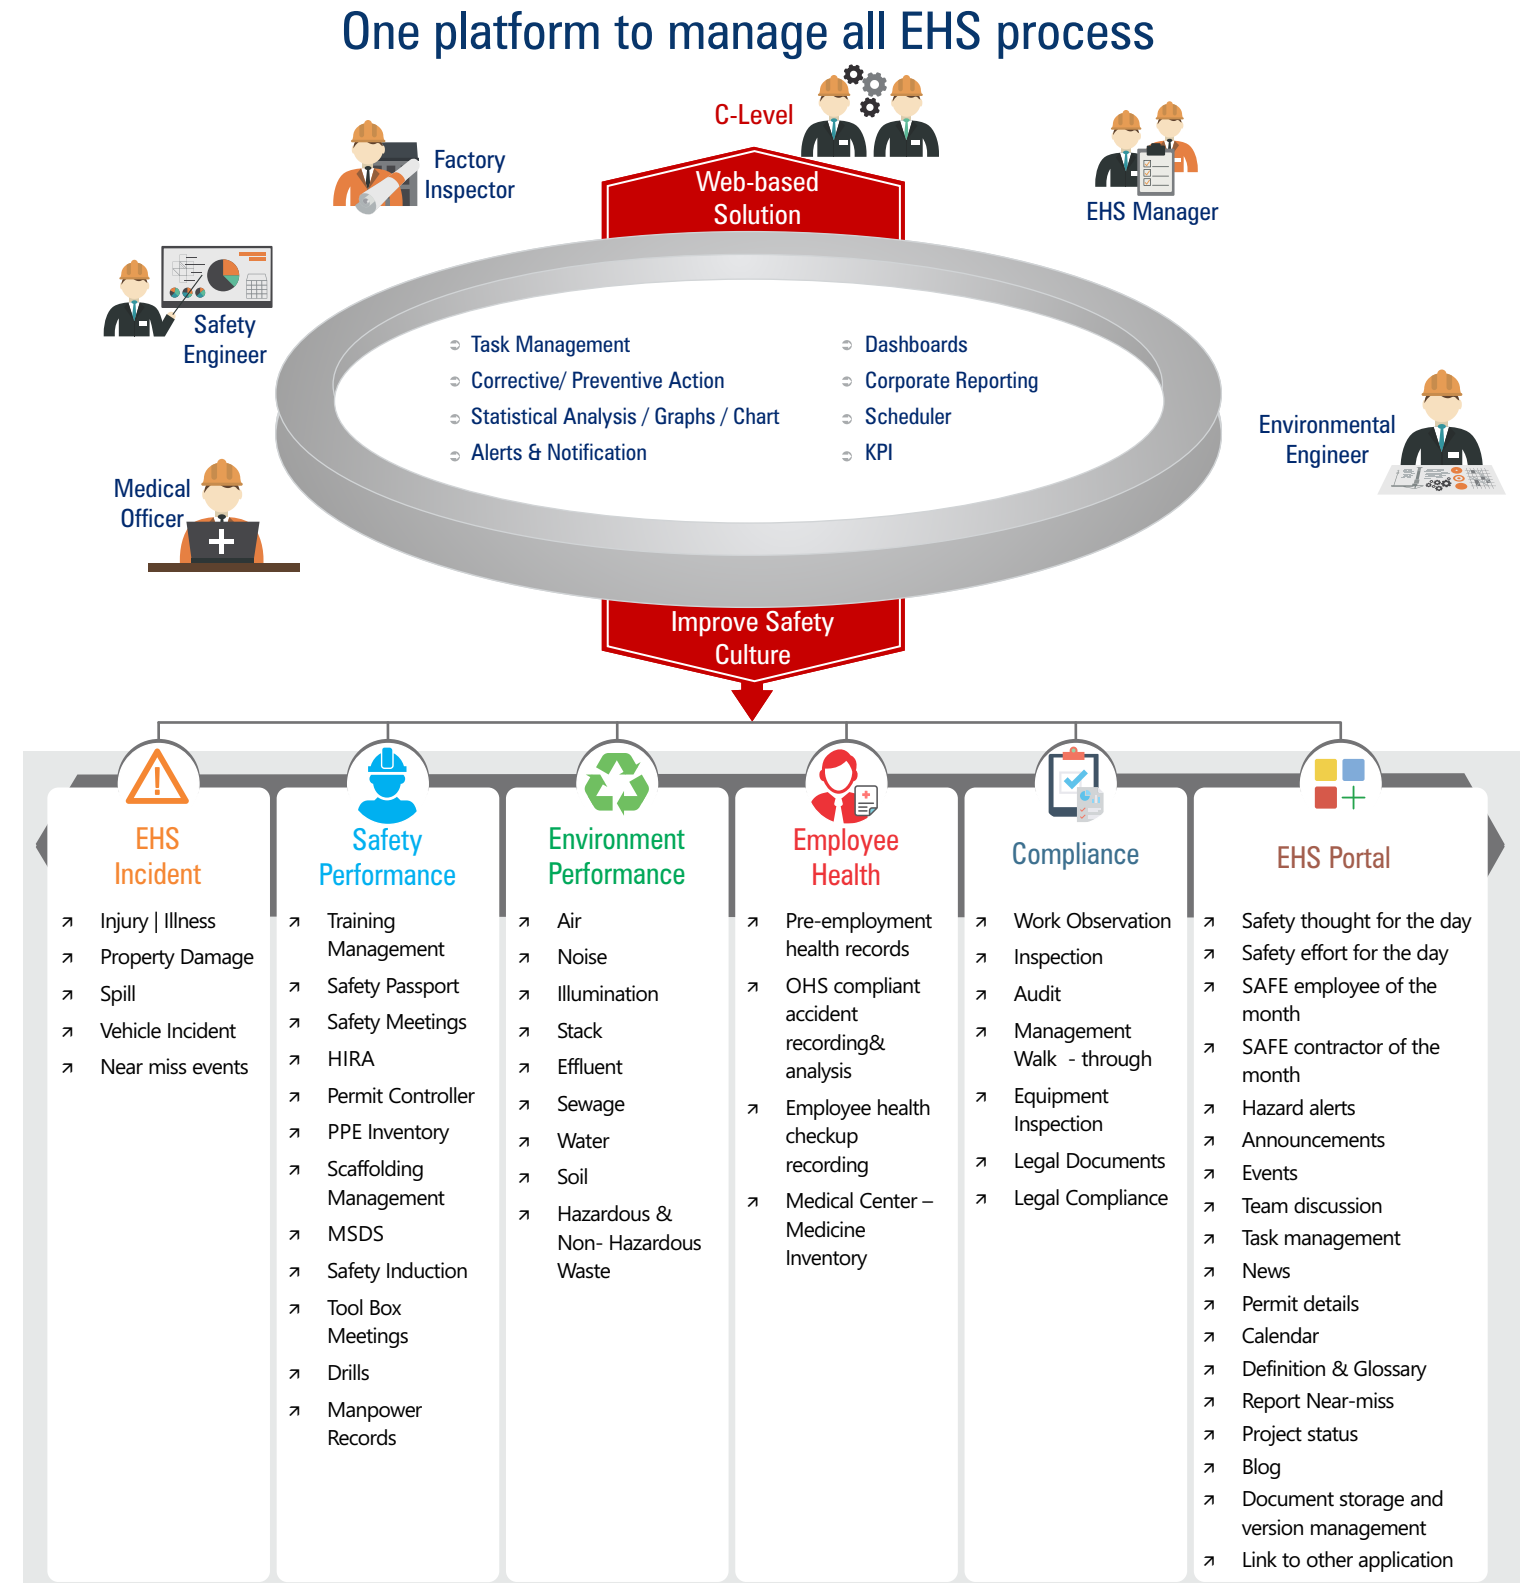 One platform to manage all EHS process
C-Level
Factory
Inspector
EHS Manager
Web-based
Solution
Safety
Engineer
Environmental
Engineer
Medical
Officer
Task Management
Corrective/ Preventive Action
Statistical Analysis / Graphs / Chart
Alerts & Notification
Dashboards
Corporate Reporting
Scheduler
KPI
Improve Safety
Culture
EHS
Incident
Injury | Illness
Property Damage
Spill
Vehicle Incident
Near miss events
Safety
Performance
Training
Management
Safety Passport
Safety Meetings
HIRA
Permit Controller
PPE Inventory
Scaffolding
Management
MSDS
Safety Induction
Tool Box
Meetings
Drills
Manpower
Records
Environment
Performance
Air
Noise
Illumination
Stack
Effluent
Sewage
Water
Soil
Hazardous &
Non- Hazardous
Waste
Employee
Health
Pre-employment
health records
OHS compliant
accident
recording&
analysis
Employee health
checkup
recording
Medical Center –
Medicine
Inventory
Compliance
Work Observation
Inspection
Audit
Management
Walk  - through
Equipment
Inspection
Legal Documents
Legal Compliance
EHS Portal
Safety thought for the day
Safety effort for the day
SAFE employee of the
month
SAFE contractor of the
month
Hazard alerts
Announcements
Events
Team discussion
Task management
News
Permit details
Calendar
Definition & Glossary
Report Near-miss
Project status
Blog
Document storage and
version management
Link to other application